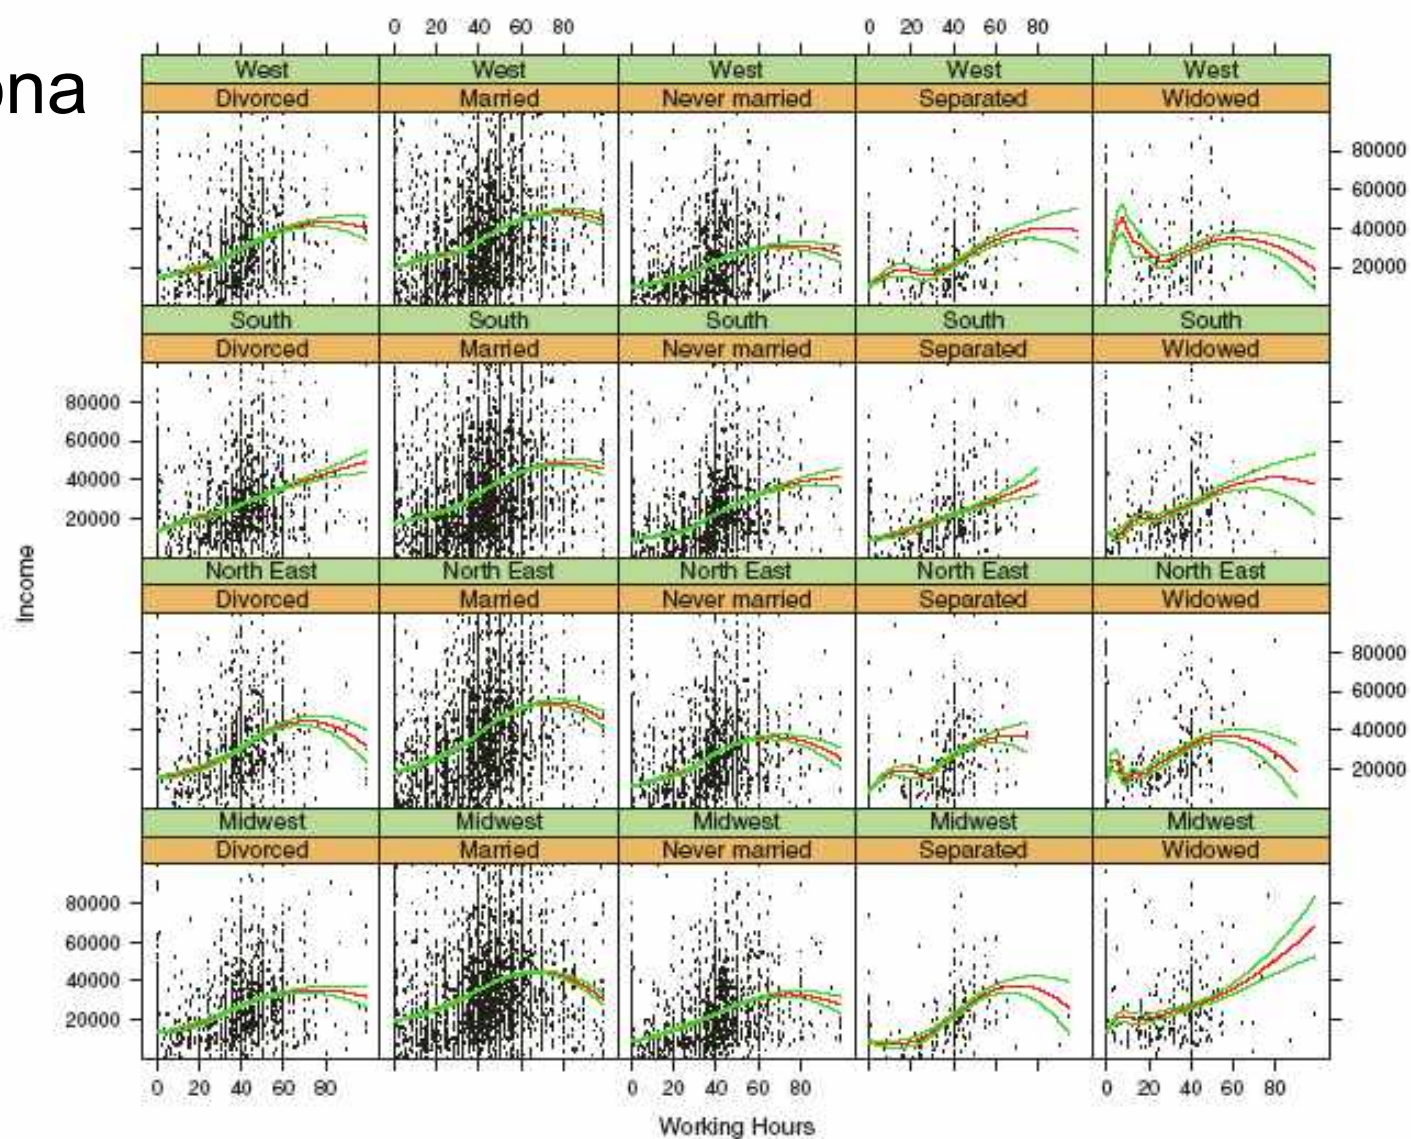 0 20 40 60 80 0 20 40 60 80
ona
West West West West West
Divorced Married Never married Separated Widowed
80000
60000
40000
20000
South South South South South
Divorced Married Never married Separated Widowed
80000
60000
40000
20000
Income
North East North East North East North East North East
Divorced Married Never married Separated Widowed
80000
60000
40000
20000
Midwest Midwest Midwest Midwest Midwest
Divorced Married Never married Separated Widowed
80000
60000
40000
20000
0 20 40 60 80 0 20 40 60 80 0 20 40 60 80
Working Hours